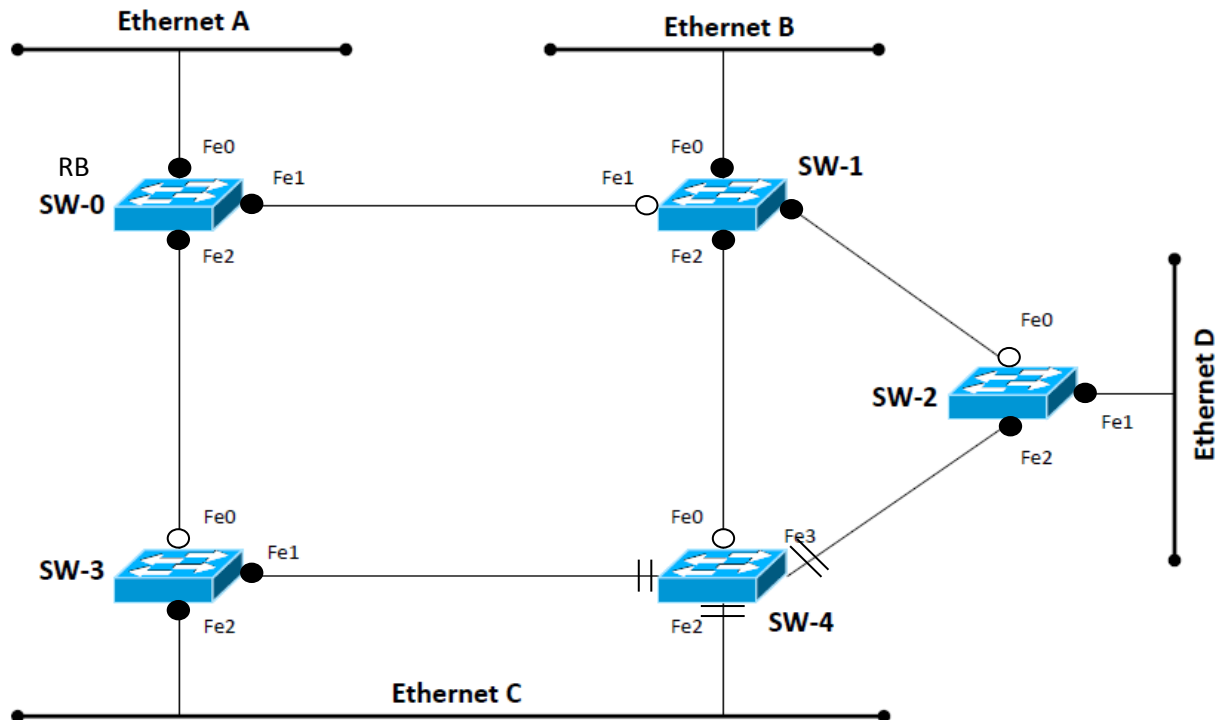 Ethernet A
Ethernet B
Fe0
Fe0
RB
SW-1
SW-0
Fe1
Fe1
Fe2
Fe2
Fe0
Ethernet D
SW-2
Fe1
Fe2
Fe0
Fe0
Fe3
SW-3
Fe1
Fe2
Fe2
SW-4
Ethernet C